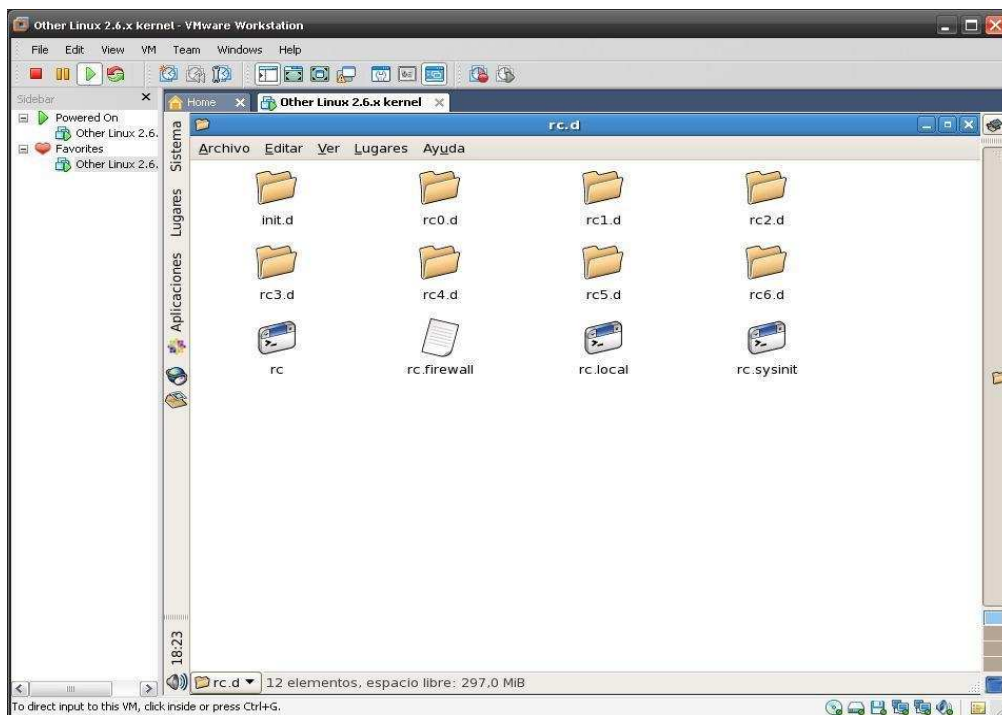 Other Linux 2.6.x kernel - VMware Workstation
File Edit View VM Team Windows Help
Sidebar
Powered On
Other Linux 2.6.
Favorites
Other Linux 2.6.
Home
Other Linux 2.6.x kernel
Sistema
Lugares
Aplicaciones
18:23
rc.d
Archivo Editar Ver Lugares Ayuda
init.d rc0.d rc1.d rc2.d
rc3.d rc4.d rc5.d rc6.d
rc rc.firewall rc.local rc.sysinit
rc.d 12 elementos, espacio libre: 297,0 MiB
To direct input to this VM, click inside or press Ctrl+G.